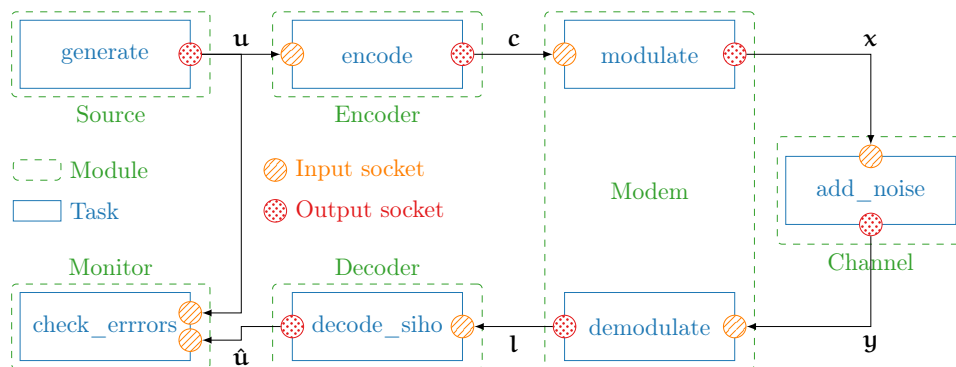 generate
u
encode
c
modulate
x
Source
Encoder
Module
Input socket
Task
Output socket
Modem
add_noise
Channel
Monitor
Decoder
check_errrors
û
decode_siho
l
demodulate
y